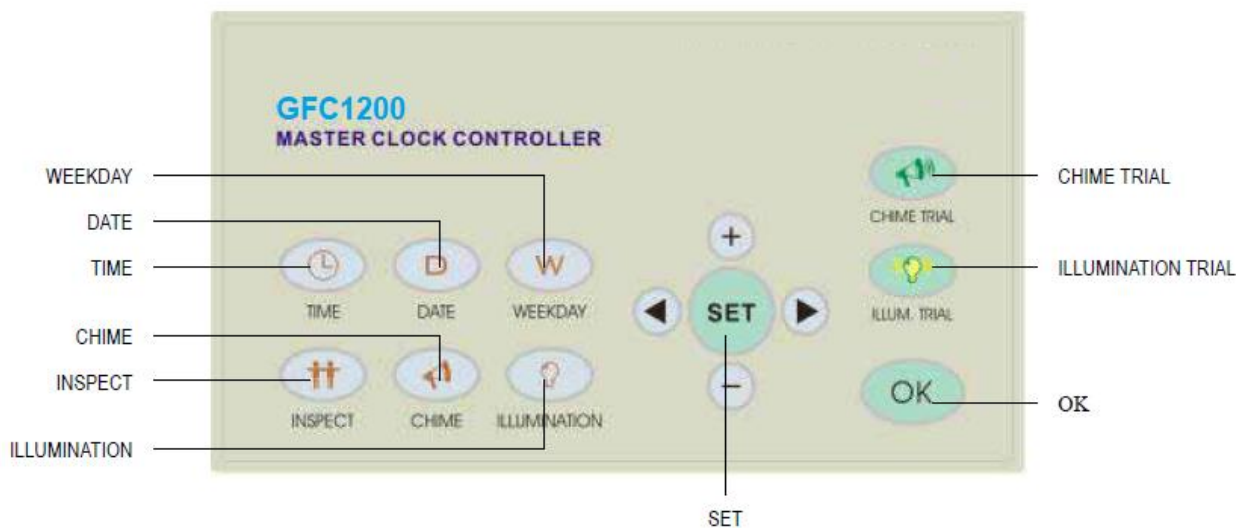 GFC1200
MASTER CLOCK CONTROLLER
WEEKDAY
CHIME TRIAL
DATE
CHIME TRIAL
+
TIME
D
W
ILLUMINATION TRIAL
TIME
DATE
WEEKDAY
SET
ILLUM. TRIAL
CHIME
INSPECT
−
OK
OK
INSPECT
CHIME
ILLUMINATION
ILLUMINATION
SET